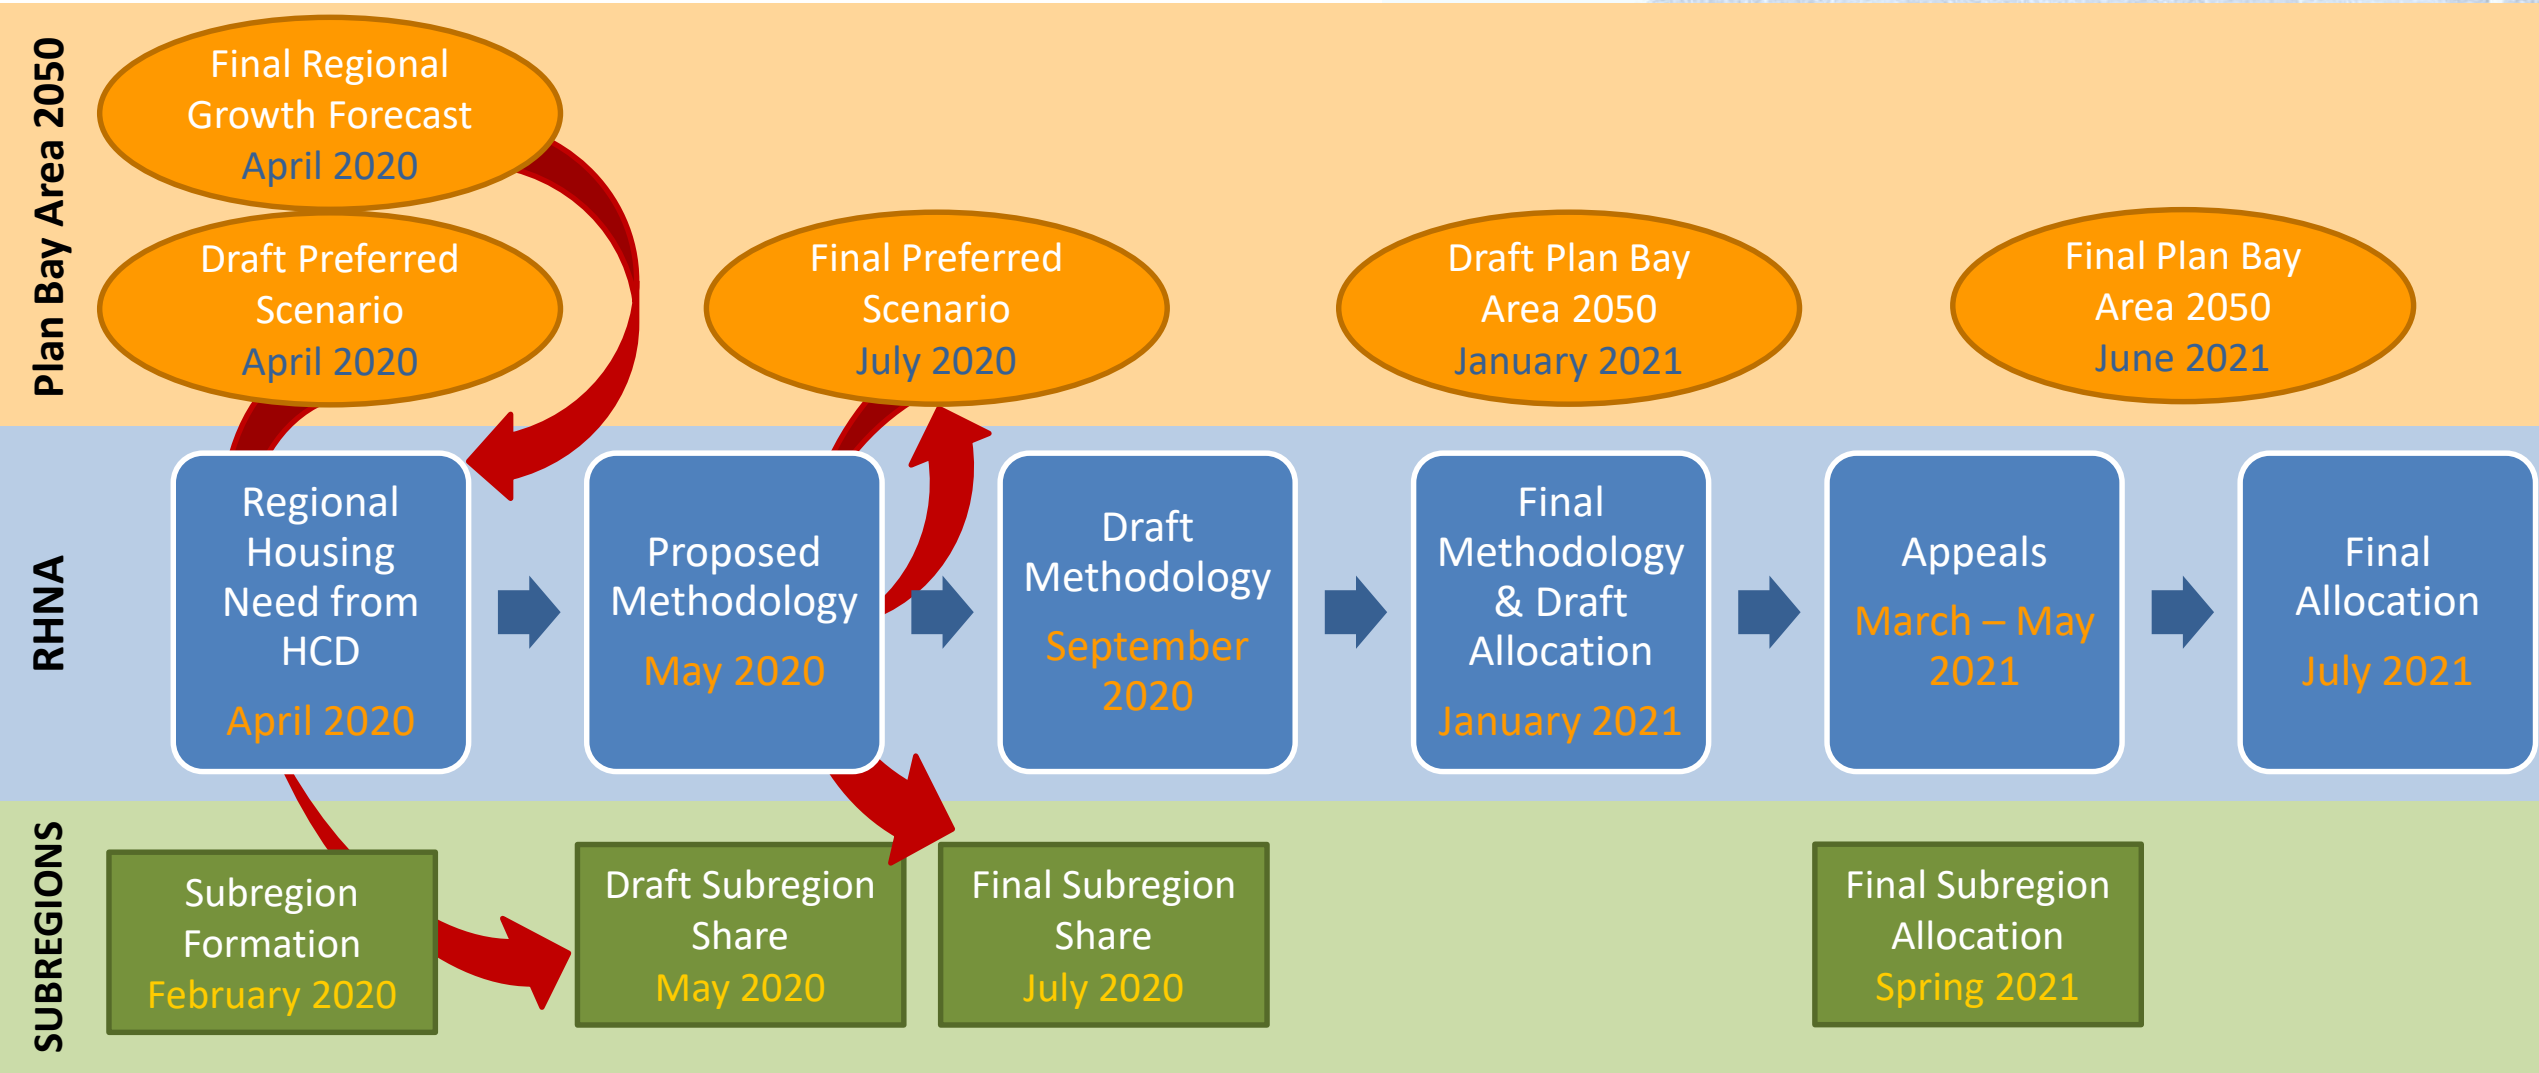 Plan Bay Area 2050
Final Regional
Growth Forecast
April 2020
Draft Preferred
Scenario
April 2020
Final Preferred
Scenario
July 2020
Draft Plan Bay
Area 2050
January 2021
Final Plan Bay
Area 2050
June 2021
RHNA
Regional
Housing
Need from
HCD
April 2020
Proposed
Methodology
May 2020
Draft
Methodology
September
2020
Final
Methodology
& Draft
Allocation
January 2021
Appeals
March – May
2021
Final
Allocation
July 2021
SUBREGIONS
Subregion
Formation
February 2020
Draft Subregion
Share
May 2020
Final Subregion
Share
July 2020
Final Subregion
Allocation
Spring 2021